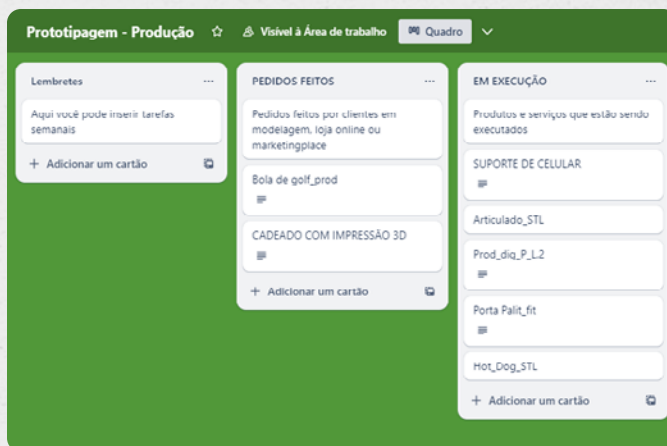 Prototipagem - Produção
Visível à Área de trabalho
Quadro
Lembretes
Aqui você pode inserir tarefas
semanais
+ Adicionar um cartão
PEDIDOS FEITOS
Pedidos feitos por clientes em
modelagem, loja online ou
marketingplace
Bola de golf_prod
CADEADO COM IMPRESSÃO 3D
+ Adicionar um cartão
EM EXECUÇÃO
Produtos e serviços que estão sendo
executados
SUPORTE DE CELULAR
Articulado_STL
Prod_diq_P_L.2
Porta Palit_fit
Hot_Dog_STL
+ Adicionar um cartão